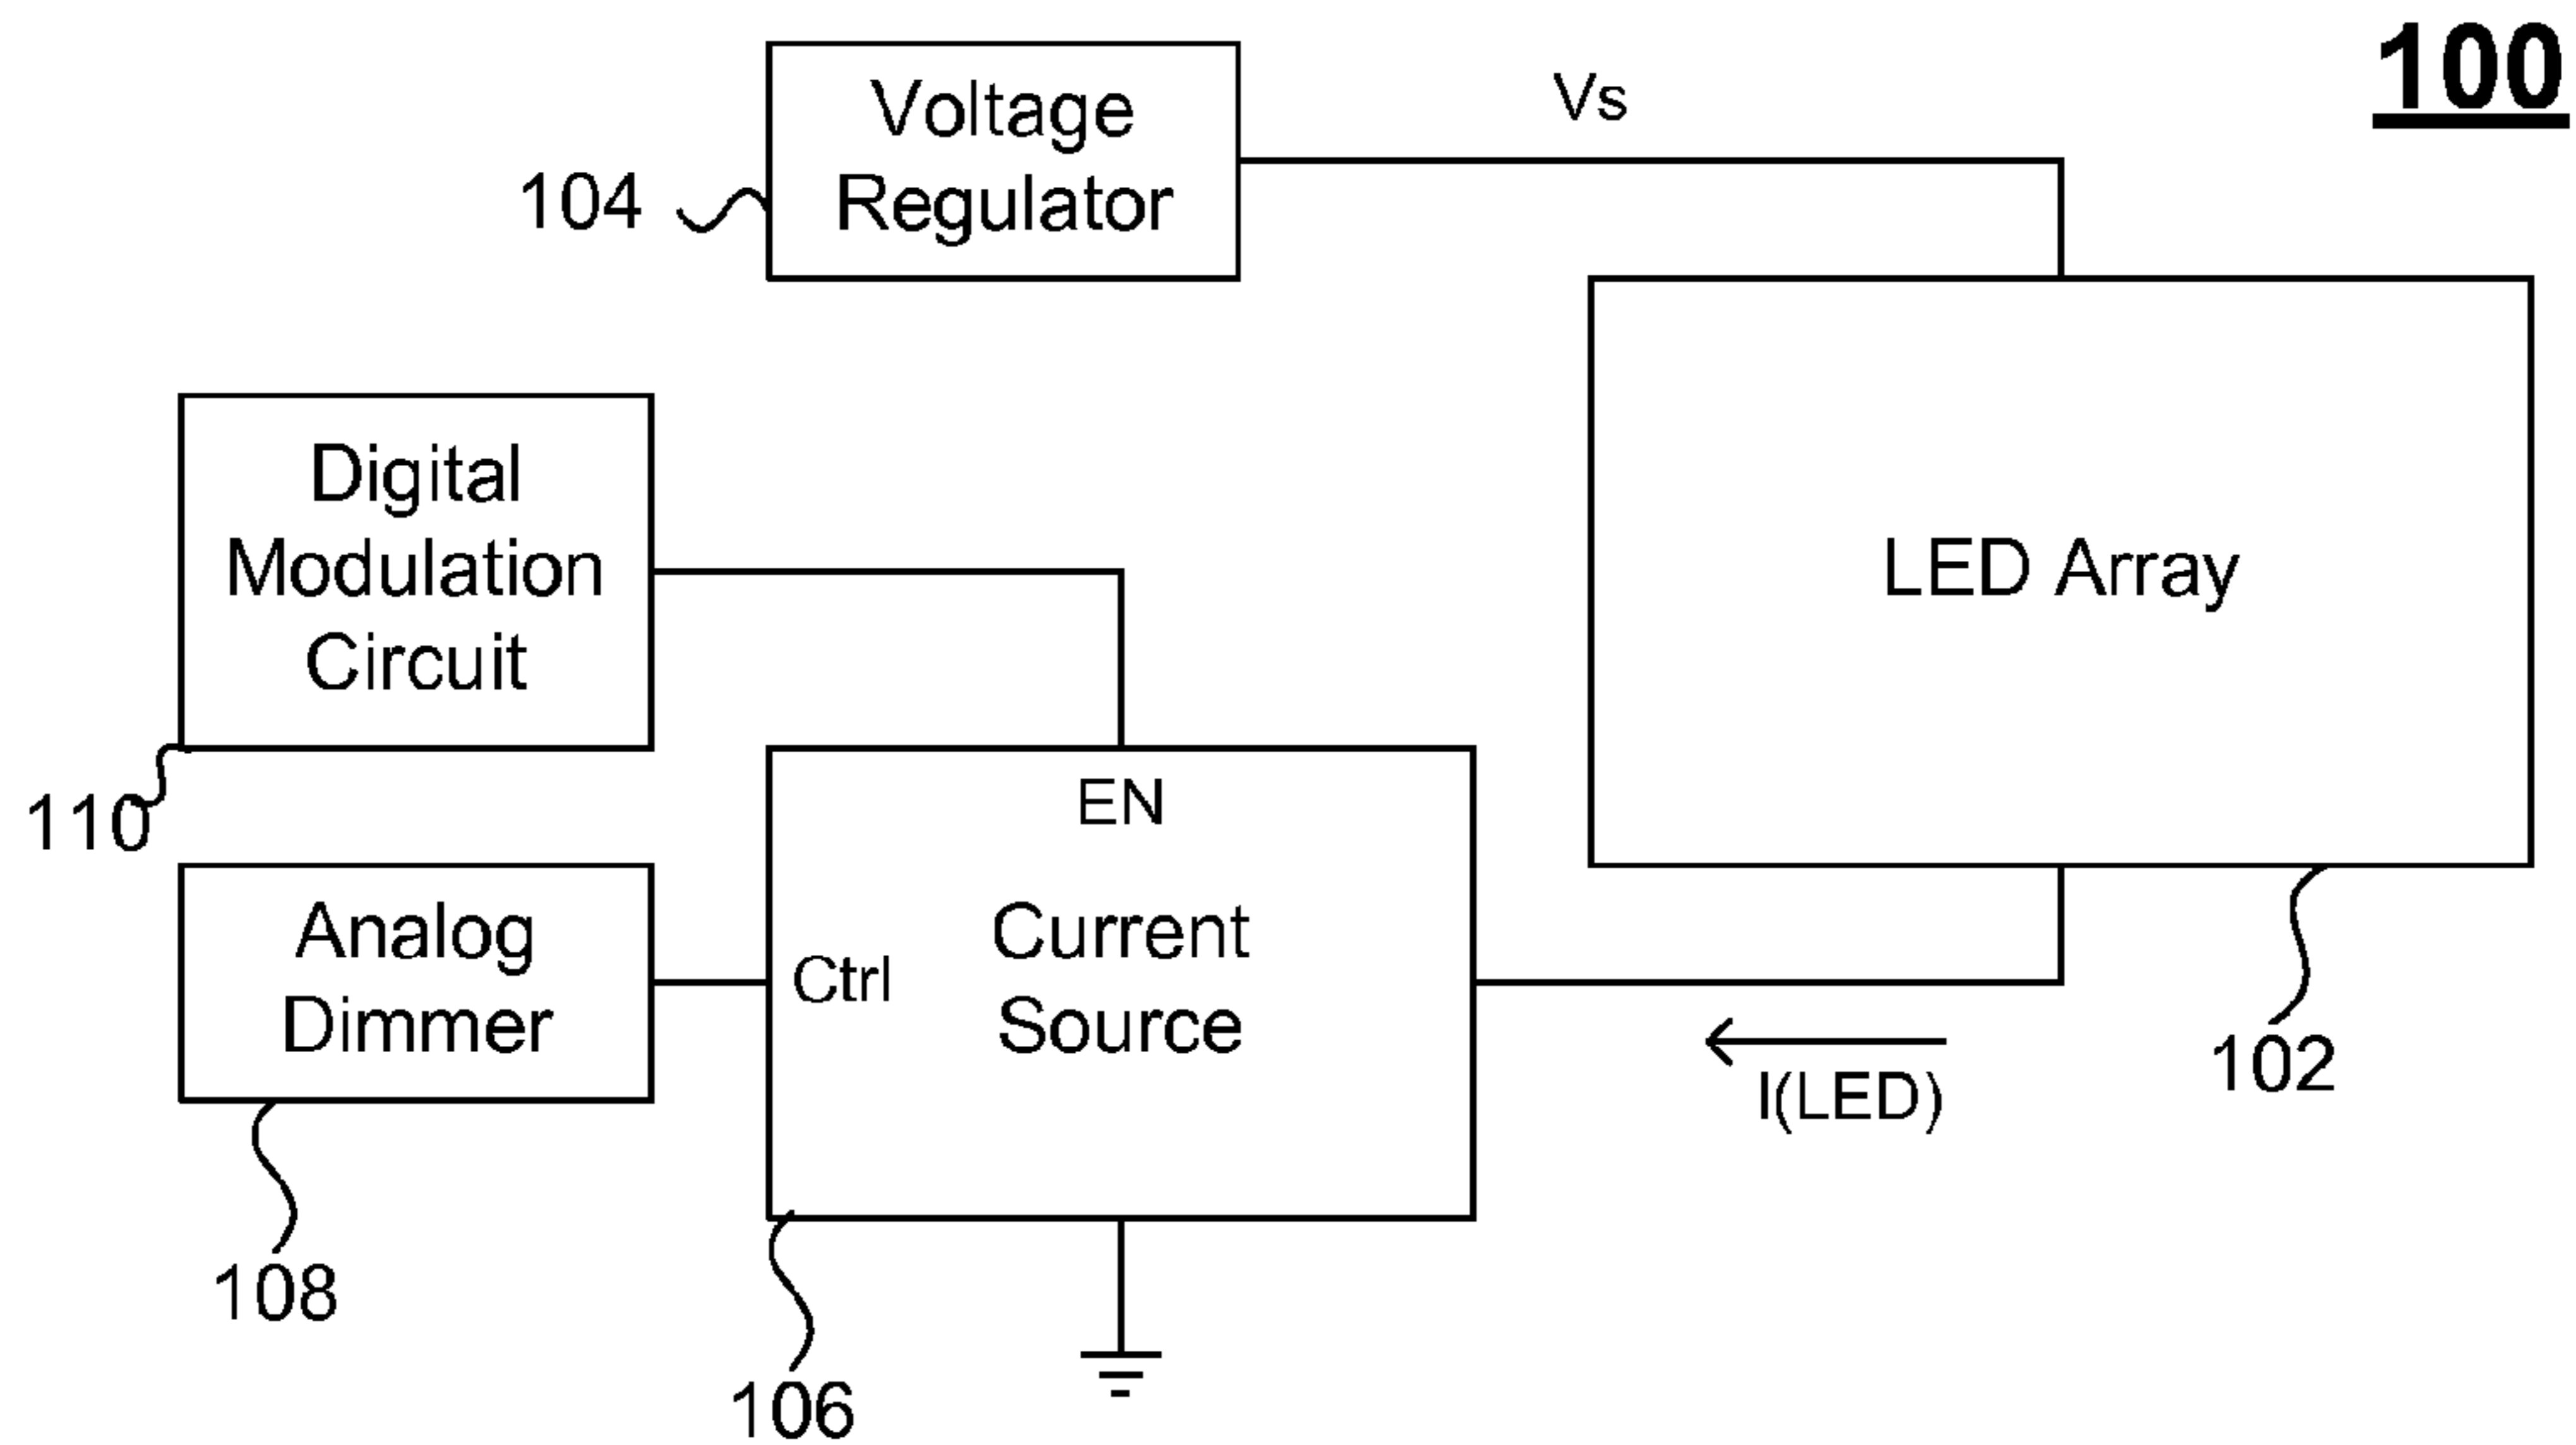 100
Voltage
Regulator
Vs
104
Digital
Modulation
Circuit
LED Array
110
EN
Analog
Dimmer
Ctrl
Current
Source
I(LED)
102
108
106